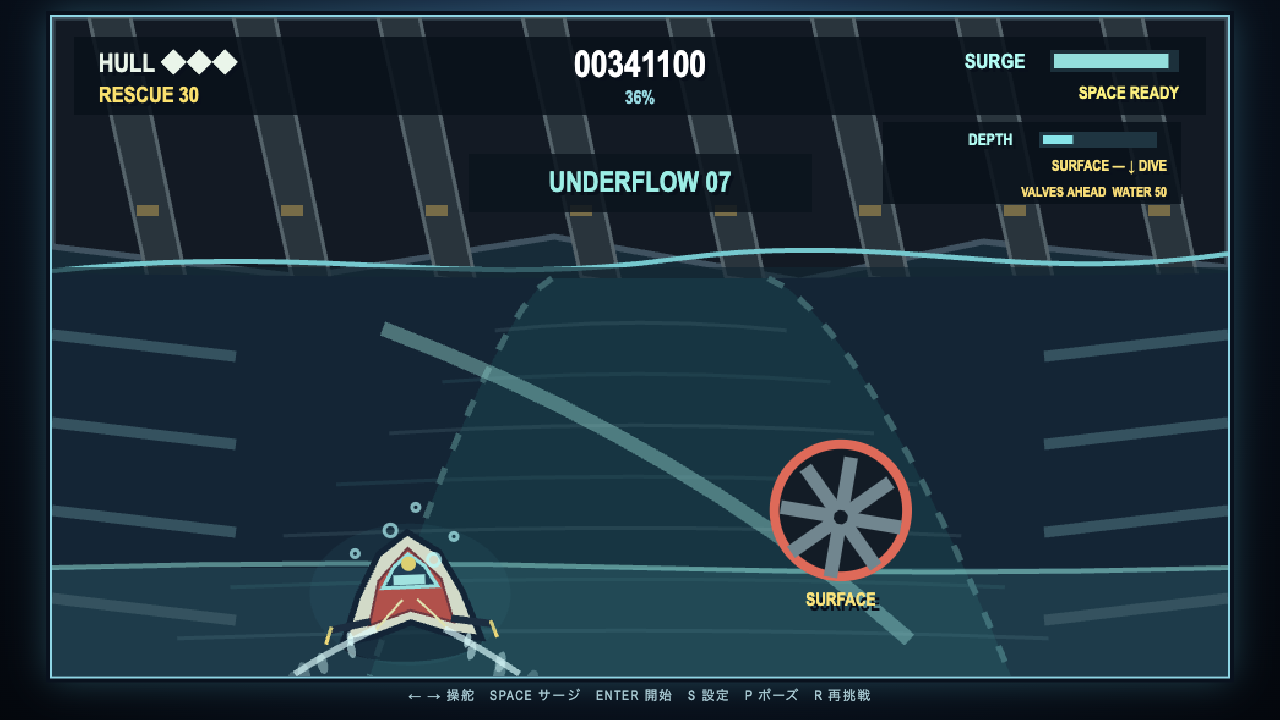 HULL
RESCUE 30
00341100
36%
SURGE
SPACE READY
DEPTH
SURFACE — ↓ DIVE
VALVES AHEAD WATER 50
UNDERFLOW 07
SURFACE
← → 操舵 SPACE サージ ENTER 開始 S 設定 P ポーズ R 再挑戦